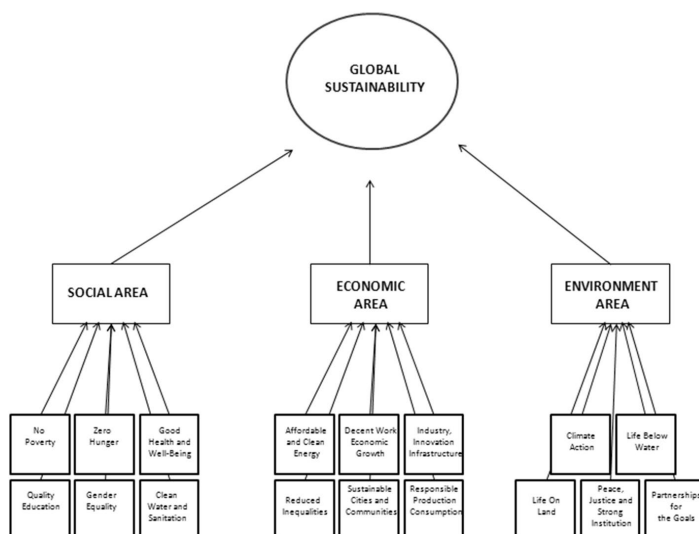 GLOBAL
SUSTAINABILITY
SOCIAL AREA
ECONOMIC
AREA
ENVIRONMENT
AREA
No
Poverty
Zero
Hunger
Good
Health and
Well-Being
Affordable
and Clean
Energy
Decent Work
Economic
Growth
Industry,
Innovation
Infrastructure
Climate
Action
Life Below
Water
Quality
Education
Gender
Equality
Clean
Water and
Sanitation
Reduced
Inequalities
Sustainable
Cities and
Communities
Responsible
Production
Consumption
Life On
Land
Peace,
Justice and
Strong
Institution
Partnerships
for
the Goals